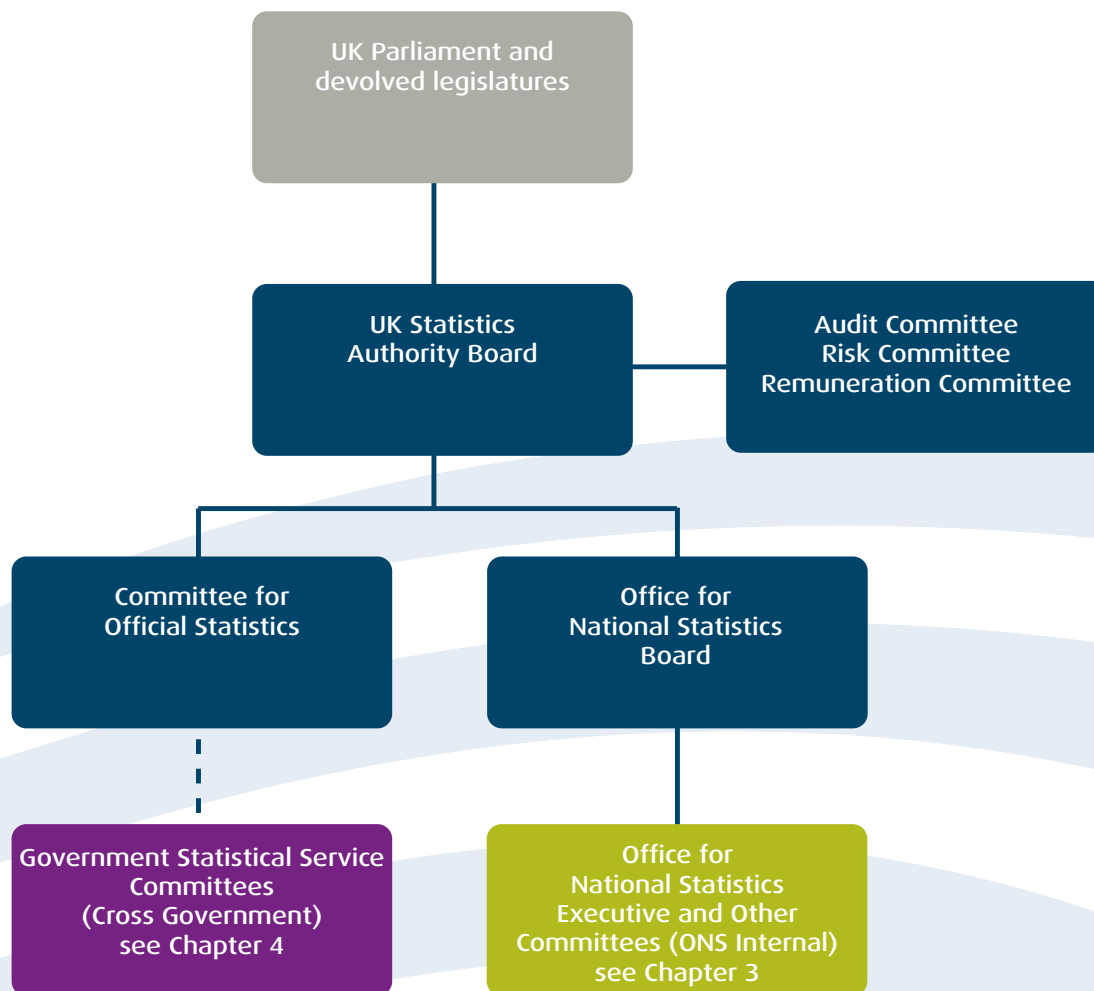 UK Parliament and
devolved legislatures
UK Statistics
Authority Board
Audit Committee
Risk Committee
Remuneration Committee
Committee for
Official Statistics
Office for
National Statistics
Board
Government Statistical Service
Committees
(Cross Government)
see Chapter 4
Office for
National Statistics
Executive and Other
Committees (ONS Internal)
see Chapter 3